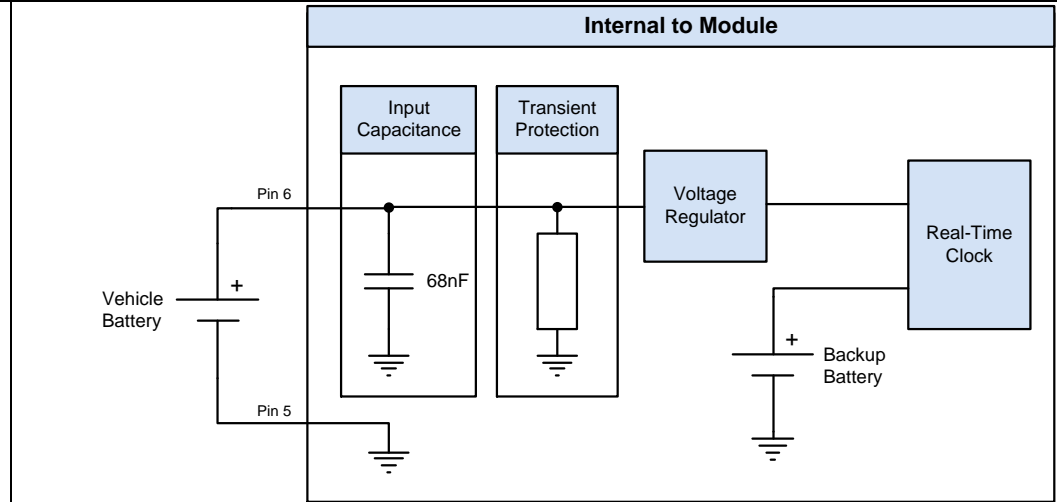 Internal to Module
Input
Capacitance
Transient
Protection
Pin 6
Voltage
Regulator
Real-Time
Clock
68nF
+
Vehicle
Battery
+
Backup
Battery
Pin 5